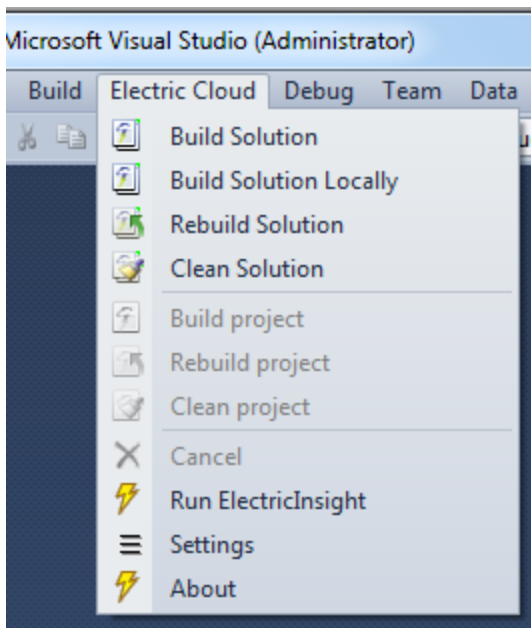 Microsoft Visual Studio (Administrator)
Build Electric Cloud Debug Team Data
Build Solution
Build Solution Locally
Rebuild Solution
Clean Solution
Build project
Rebuild project
Clean project
Cancel
Run ElectricInsight
Settings
About